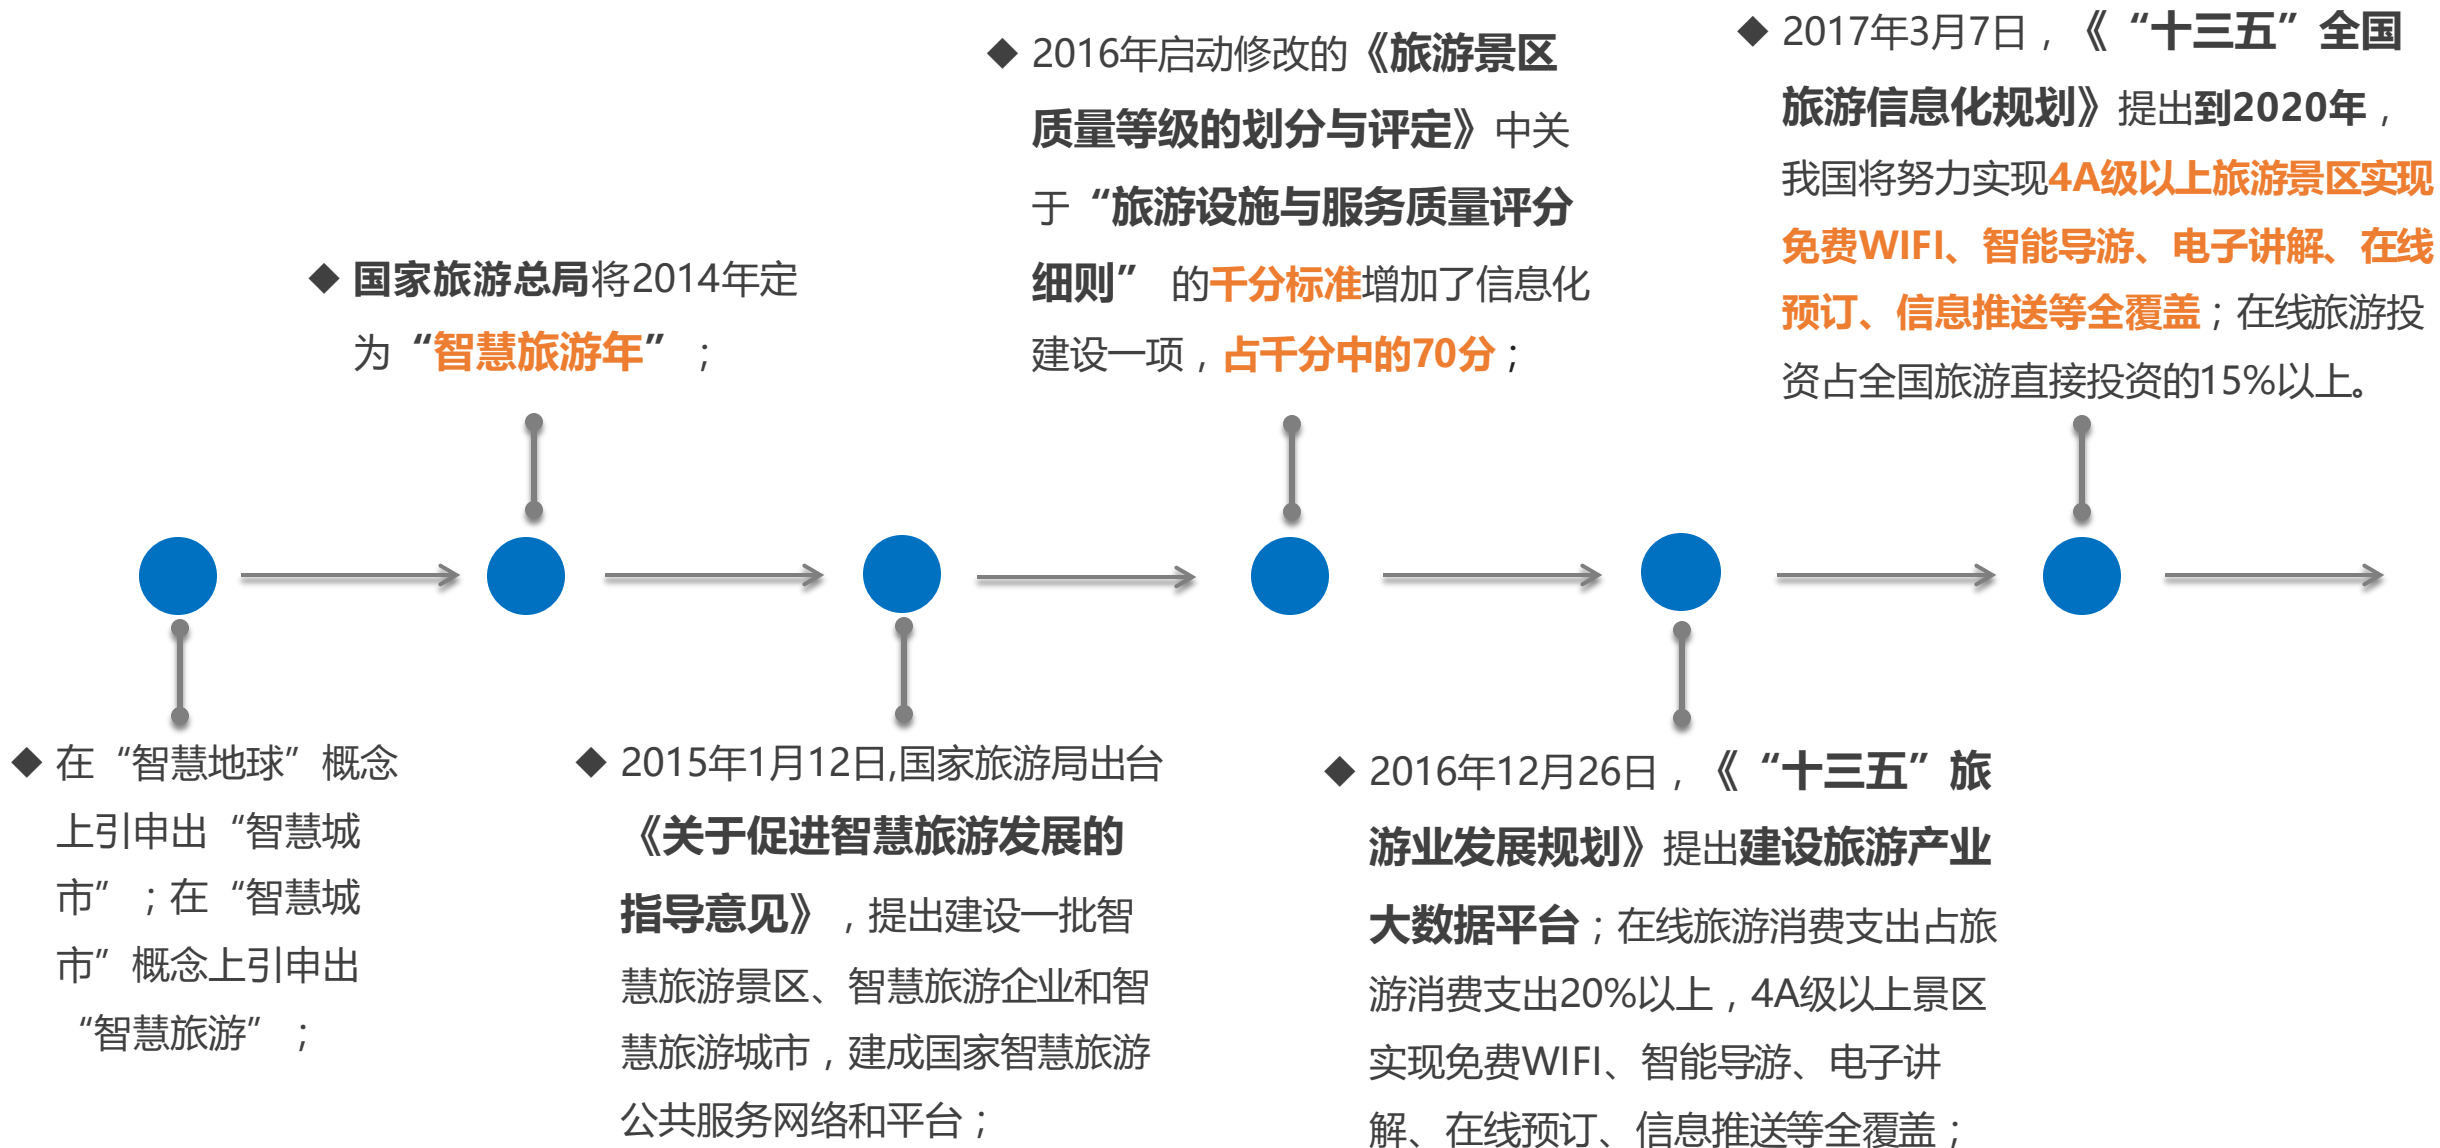 ◆ 在“智慧地球”概念
上引申出“智慧城
市”；在“智慧城
市”概念上引申出
“智慧旅游”；
◆ 国家旅游总局将2014年定
为“智慧旅游年”；
◆ 2015年1月12日,国家旅游局出台
《关于促进智慧旅游发展的
指导意见》，提出建设一批智
慧旅游景区、智慧旅游企业和智
慧旅游城市，建成国家智慧旅游
公共服务网络和平台；
◆ 2016年启动修改的《旅游景区
质量等级的划分与评定》中关
于“旅游设施与服务质量评分
细则”的千分标准增加了信息化
建设一项，占千分中的70分；
◆ 2016年12月26日，《“十三五”旅
游业发展规划》提出建设旅游产业
大数据平台；在线旅游消费支出占旅
游消费支出20%以上，4A级以上景区
实现免费WIFI、智能导游、电子讲
解、在线预订、信息推送等全覆盖；
◆ 2017年3月7日，《“十三五”全国
旅游信息化规划》提出到2020年，
我国将努力实现4A级以上旅游景区实现
免费WIFI、智能导游、电子讲解、在线
预订、信息推送等全覆盖；在线旅游投
资占全国旅游直接投资的15%以上。